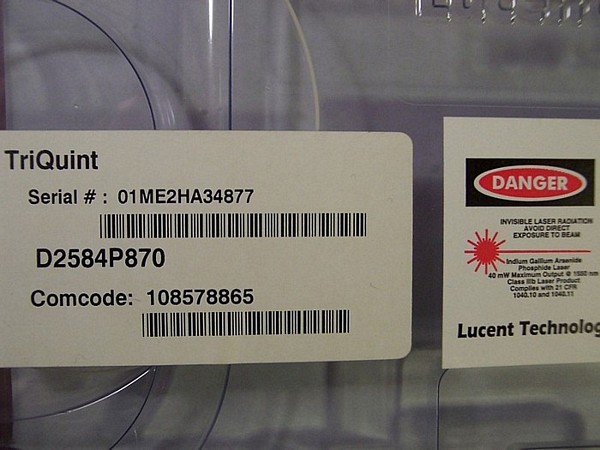 TriQuint
Serial # : 01ME2HA34877
D2584P870
Comcode: 108578865
DANGER
INVISIBLE LASER RADIATION
AVOID DIRECT
EXPOSURE TO BEAM
Indium Gallium Arsenide
Phosphide Laser
40 mW Maximum Output @ 1550 nm
Class IIIb Laser Product
Complies with 21 CFR
1040.10 and 1040.11
Lucent Technolog